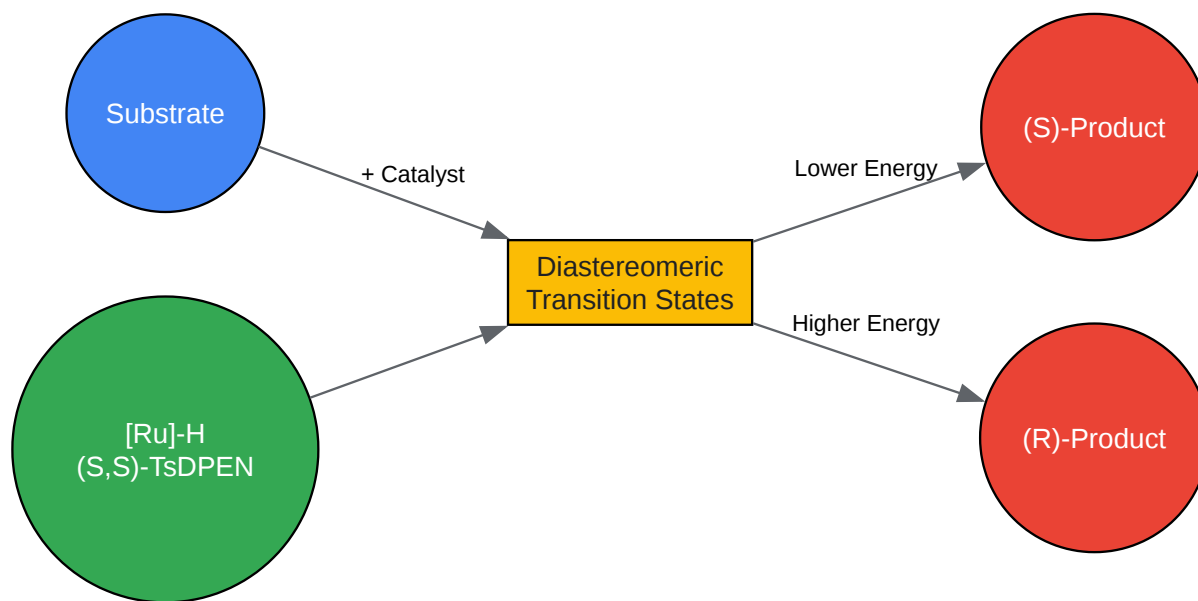 Substrate
+ Catalyst
[Ru]-H
(S,S)-TsDPEN
Diastereomeric
Transition States
Lower Energy
(S)-Product
Higher Energy
(R)-Product